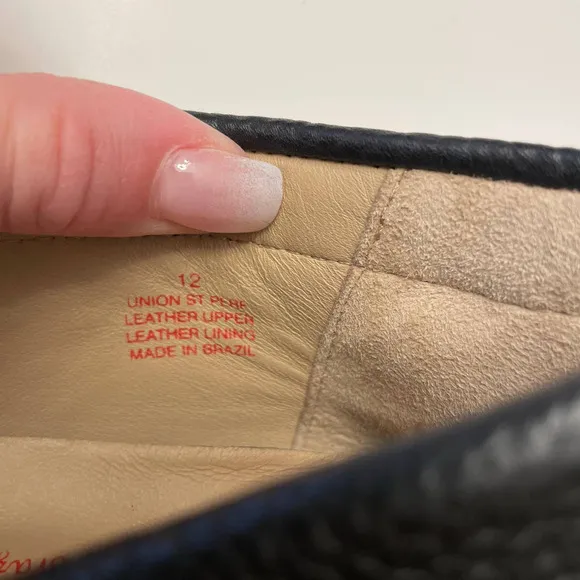 12
UNION ST PERF
LEATHER UPPER
LEATHER LINING
MADE IN BRAZIL